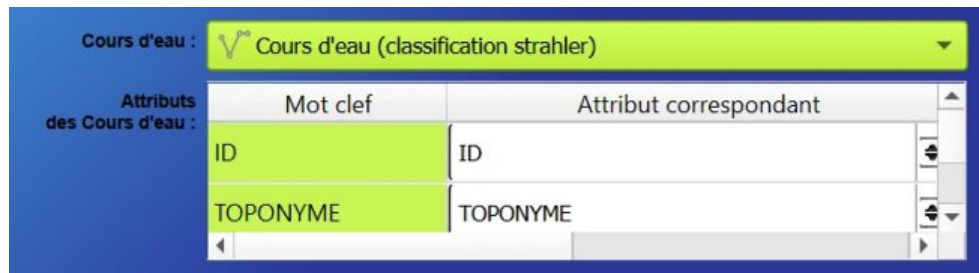 Cours d'eau :
Cours d'eau (classification strahler)
Attributs
des Cours d'eau :
Mot clef
Attribut correspondant
ID
ID
TOPONYME
TOPONYME